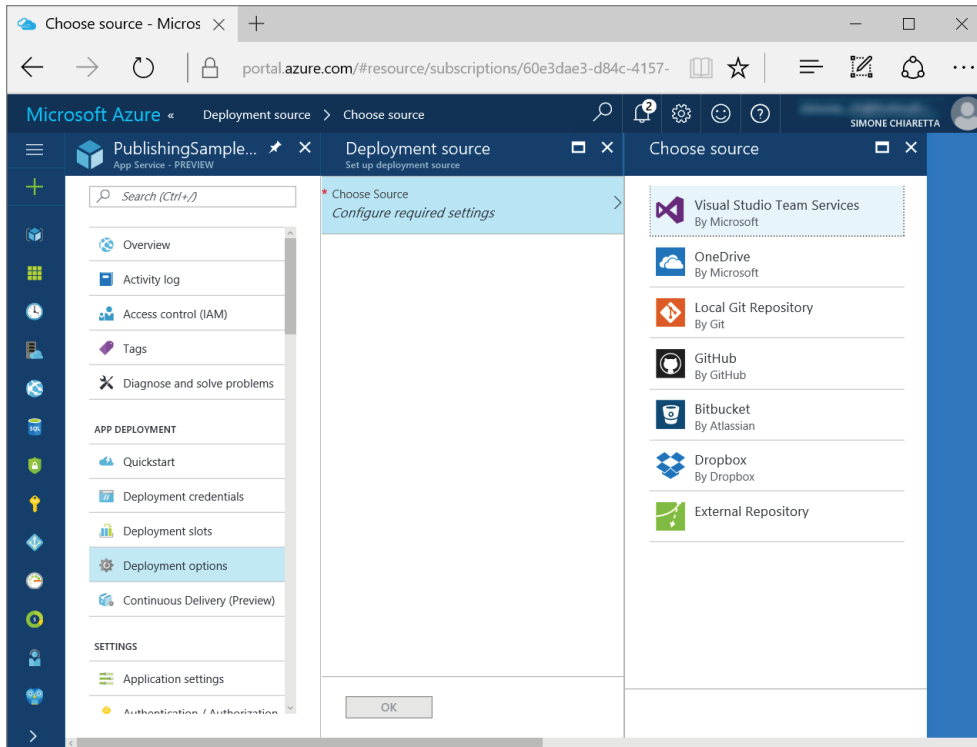 Choose source - Micros
portal.azure.com/#resource/subscriptions/60e3dae3-d84c-4157-
Microsoft Azure « Deployment source > Choose source
2
SIMONE CHIARETTA
PublishingSample...
App Service - PREVIEW
Search (Ctrl+/)
Overview
Activity log
Access control (IAM)
Tags
Diagnose and solve problems
APP DEPLOYMENT
Quickstart
Deployment credentials
Deployment slots
Deployment options
Continuous Delivery (Preview)
SETTINGS
Application settings
Authentication / Authorization
Deployment source
Set up deployment source
* Choose Source
Configure required settings
OK
Choose source
Visual Studio Team Services
By Microsoft
OneDrive
By Microsoft
Local Git Repository
By Git
GitHub
By GitHub
Bitbucket
By Atlassian
Dropbox
By Dropbox
External Repository
SQL